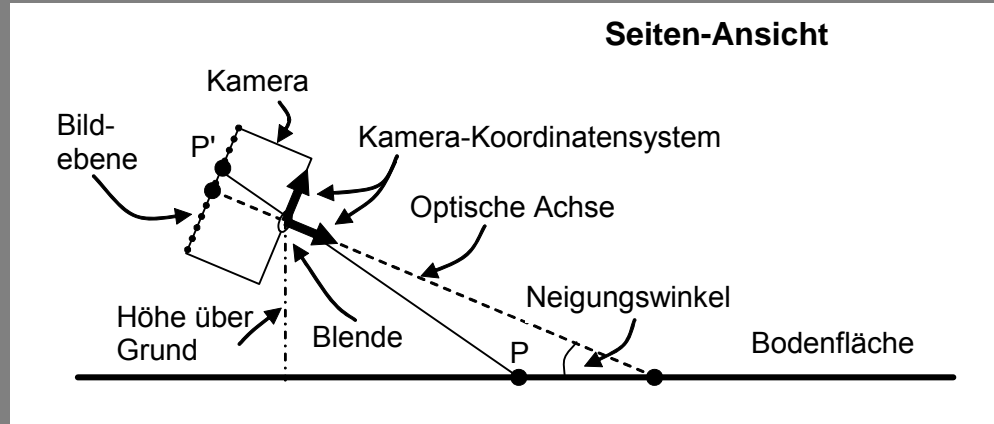 Seiten-Ansicht
Kamera
Bild-
ebene
P'
Kamera-Koordinatensystem
Optische Achse
Neigungswinkel
Höhe über
Grund
Blende
P
Bodenfläche